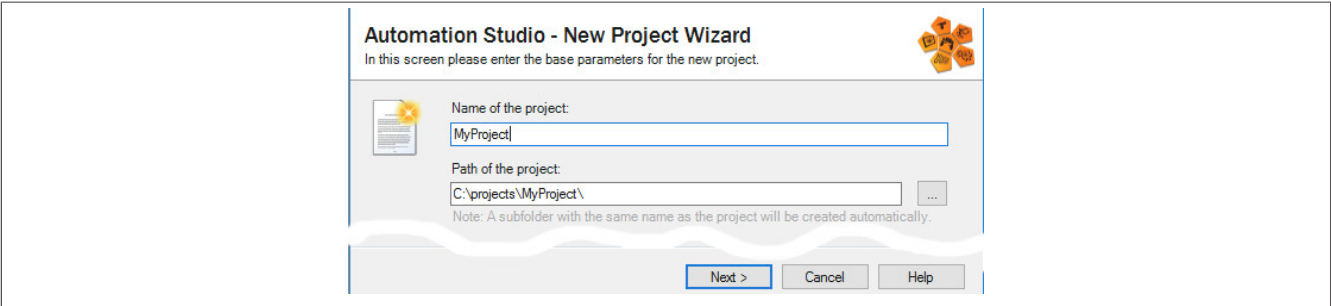 Automation Studio - New Project Wizard
In this screen please enter the base parameters for the new project.
Name of the project:
MyProject
Path of the project:
C:\projects\MyProject\
...
Note: A subfolder with the same name as the project will be created automatically.
Next >
Cancel
Help